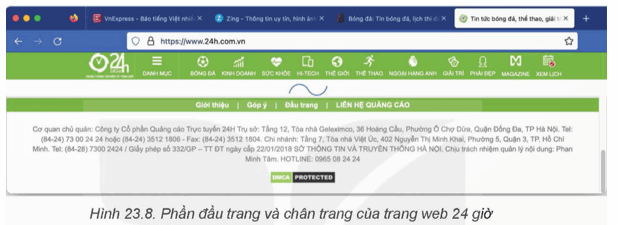 VnExpress - Báo tiếng Việt nhiề
Zing - Thông tin uy tín, hình ản
Bóng đá: Tin bóng đá, lịch thi đ
Tin tức bóng đá, thể thao, giải t
https://www.24h.com.vn
24h
DANH MỤC BÓNG ĐÁ KINH DOANH SỨC KHỎE HI-TECH THẾ GIỚI THỂ THAO NGOẠI HẠNG ANH GIẢI TRÍ PHÁI ĐẸP MAGAZINE XEM LỊCH
Giới thiệu | Góp ý | Đầu trang | LIÊN HỆ QUẢNG CÁO
Cơ quan chủ quản: Công ty Cổ phần Quảng cáo Trực tuyến 24H Trụ sở: Tầng 12, Tòa nhà Geleximco, 36 Hoàng Cầu, Phường Ô Chợ Dừa, Quận Đống Đa, TP Hà Nội. Tel:
(84-24) 73 00 24 24 hoặc (84-24) 3512 1806 - Fax: (84-24) 3512 1804. Chi nhánh: Tầng 7, Tòa nhà Việt Úc, 402 Nguyễn Thị Minh Khai, Phường 5, Quận 3, TP. Hồ Chí
Minh. Tel: (84-28) 7300 2424 / Giấy phép số 332/GP – TT ĐT ngày cấp 22/01/2018 SỞ THÔNG TIN VÀ TRUYỀN THÔNG HÀ NỘI. Chịu trách nhiệm quản lý nội dung: Phan
Minh Tâm. HOTLINE: 0965 08 24 24
DMCA PROTECTED
Hình 23.8. Phần đầu trang và chân trang của trang web 24 giờ